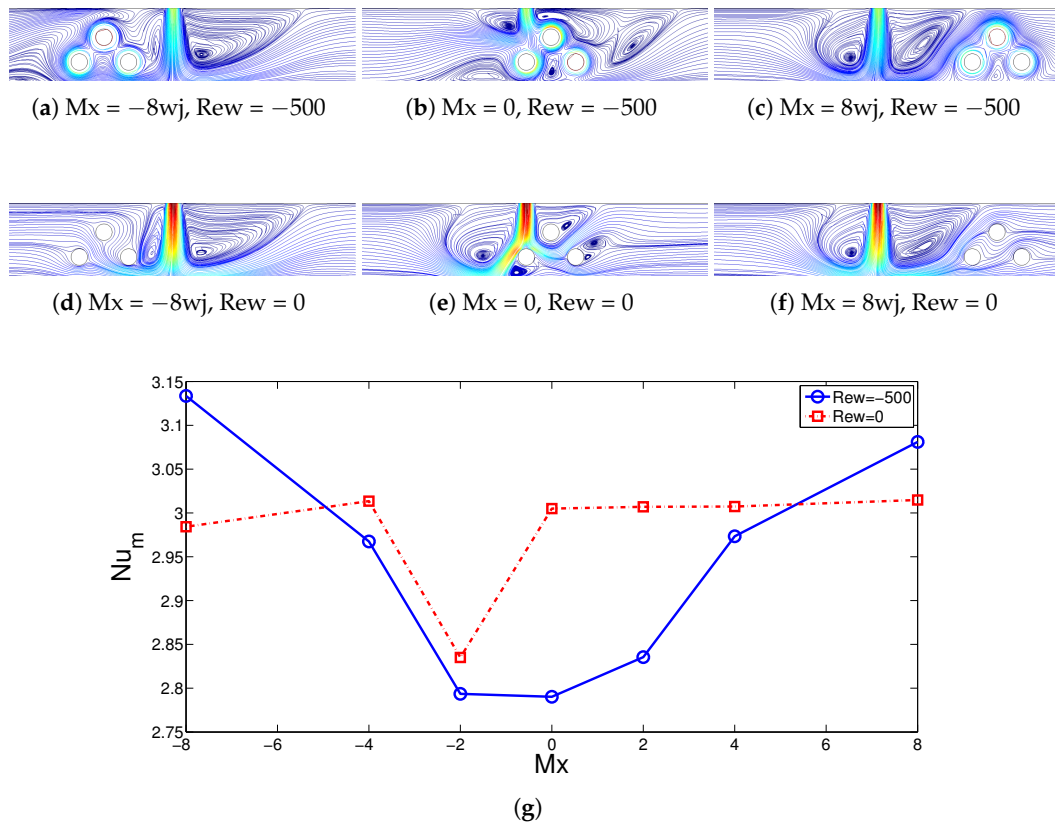 (a) Mx = −8wj, Rew = −500
(b) Mx = 0, Rew = −500
(c) Mx = 8wj, Rew = −500
(d) Mx = −8wj, Rew = 0
(e) Mx = 0, Rew = 0
(f) Mx = 8wj, Rew = 0
3.15
3.1
3.05
3
2.95
2.9
2.85
2.8
2.75
Nu_m
Rew=−500
Rew=0
−8 −6 −4 −2 0 2 4 6 8
Mx
(g)